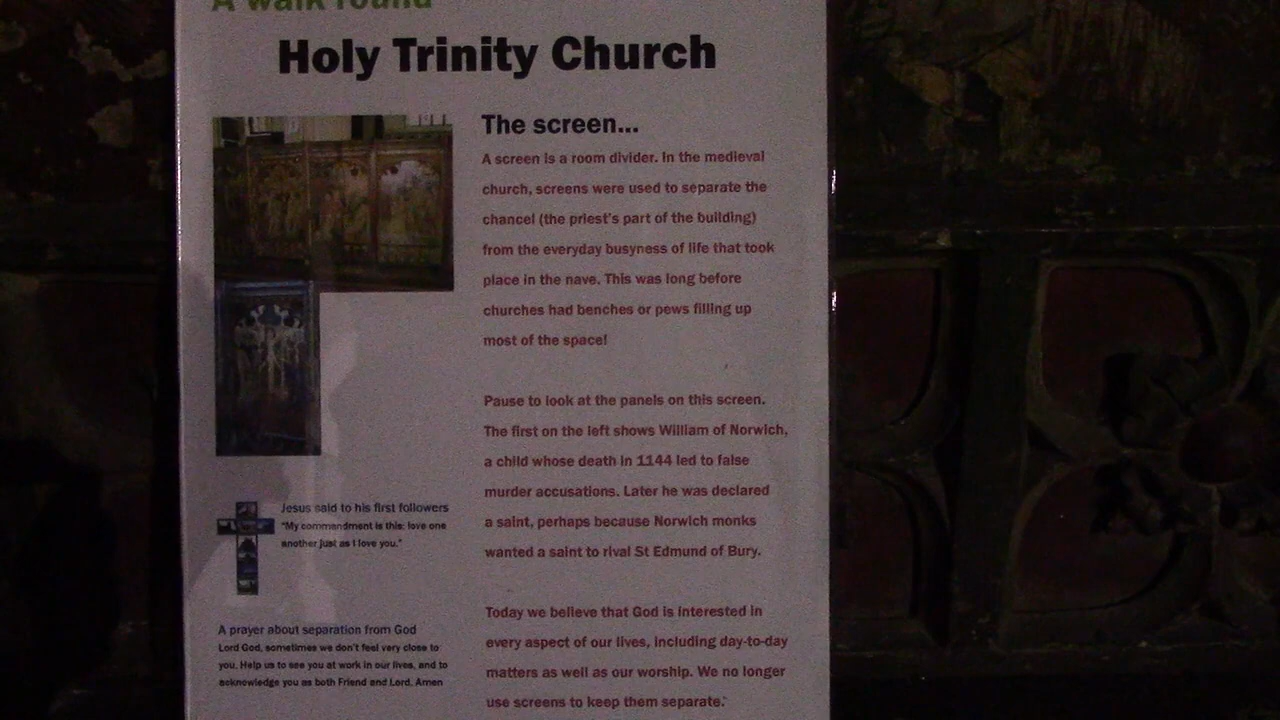 A walk round
Holy Trinity Church
The screen...
A screen is a room divider. In the medieval
church, screens were used to separate the
chancel (the priest's part of the building)
from the everyday busyness of life that took
place in the nave. This was long before
churches had benches or pews filling up
most of the space!
Pause to look at the panels on this screen.
The first on the left shows William of Norwich,
a child whose death in 1144 led to false
murder accusations. Later he was declared
a saint, perhaps because Norwich monks
wanted a saint to rival St Edmund of Bury.
Today we believe that God is interested in
every aspect of our lives, including day-to-day
matters as well as our worship. We no longer
use screens to keep them separate.
Jesus said to his first followers
"My commandment is this: love one
another just as I love you."
A prayer about separation from God
Lord God, sometimes we don't feel very close to
you. Help us to see you at work in our lives, and to
acknowledge you as both Friend and Lord. Amen